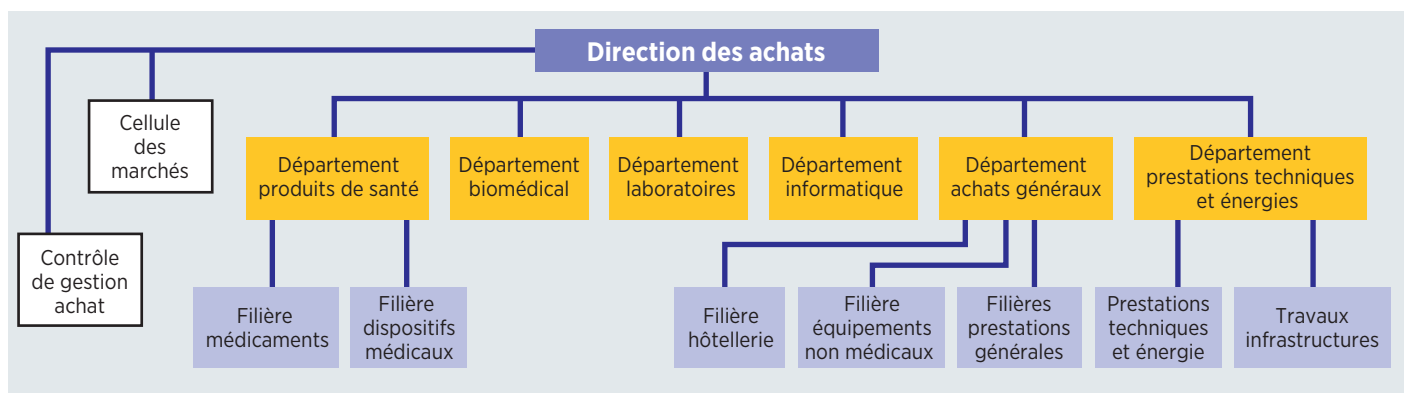 Direction des achats
Cellule
des
marchés
Contrôle
de gestion
achat
Département
produits de santé
Département
biomédical
Département
laboratoires
Département
informatique
Département
achats généraux
Département
prestations techniques
et énergies
Filière
médicaments
Filière
dispositifs
médicaux
Filière
hôtellerie
Filière
équipements
non médicaux
Filières
prestations
générales
Prestations
techniques
et énergie
Travaux
infrastructures